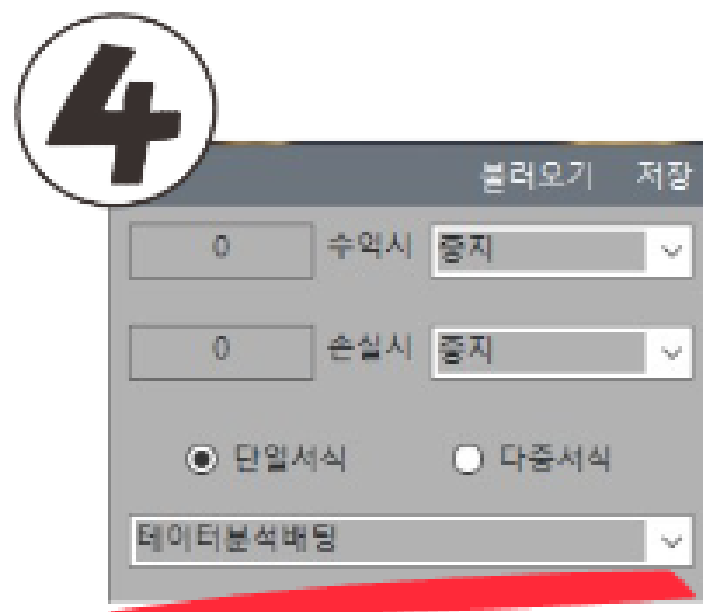 4
불러오기 저장
0 수익시 중지
0 손실시 중지
단일서식 다중서식
테이터분석배팅